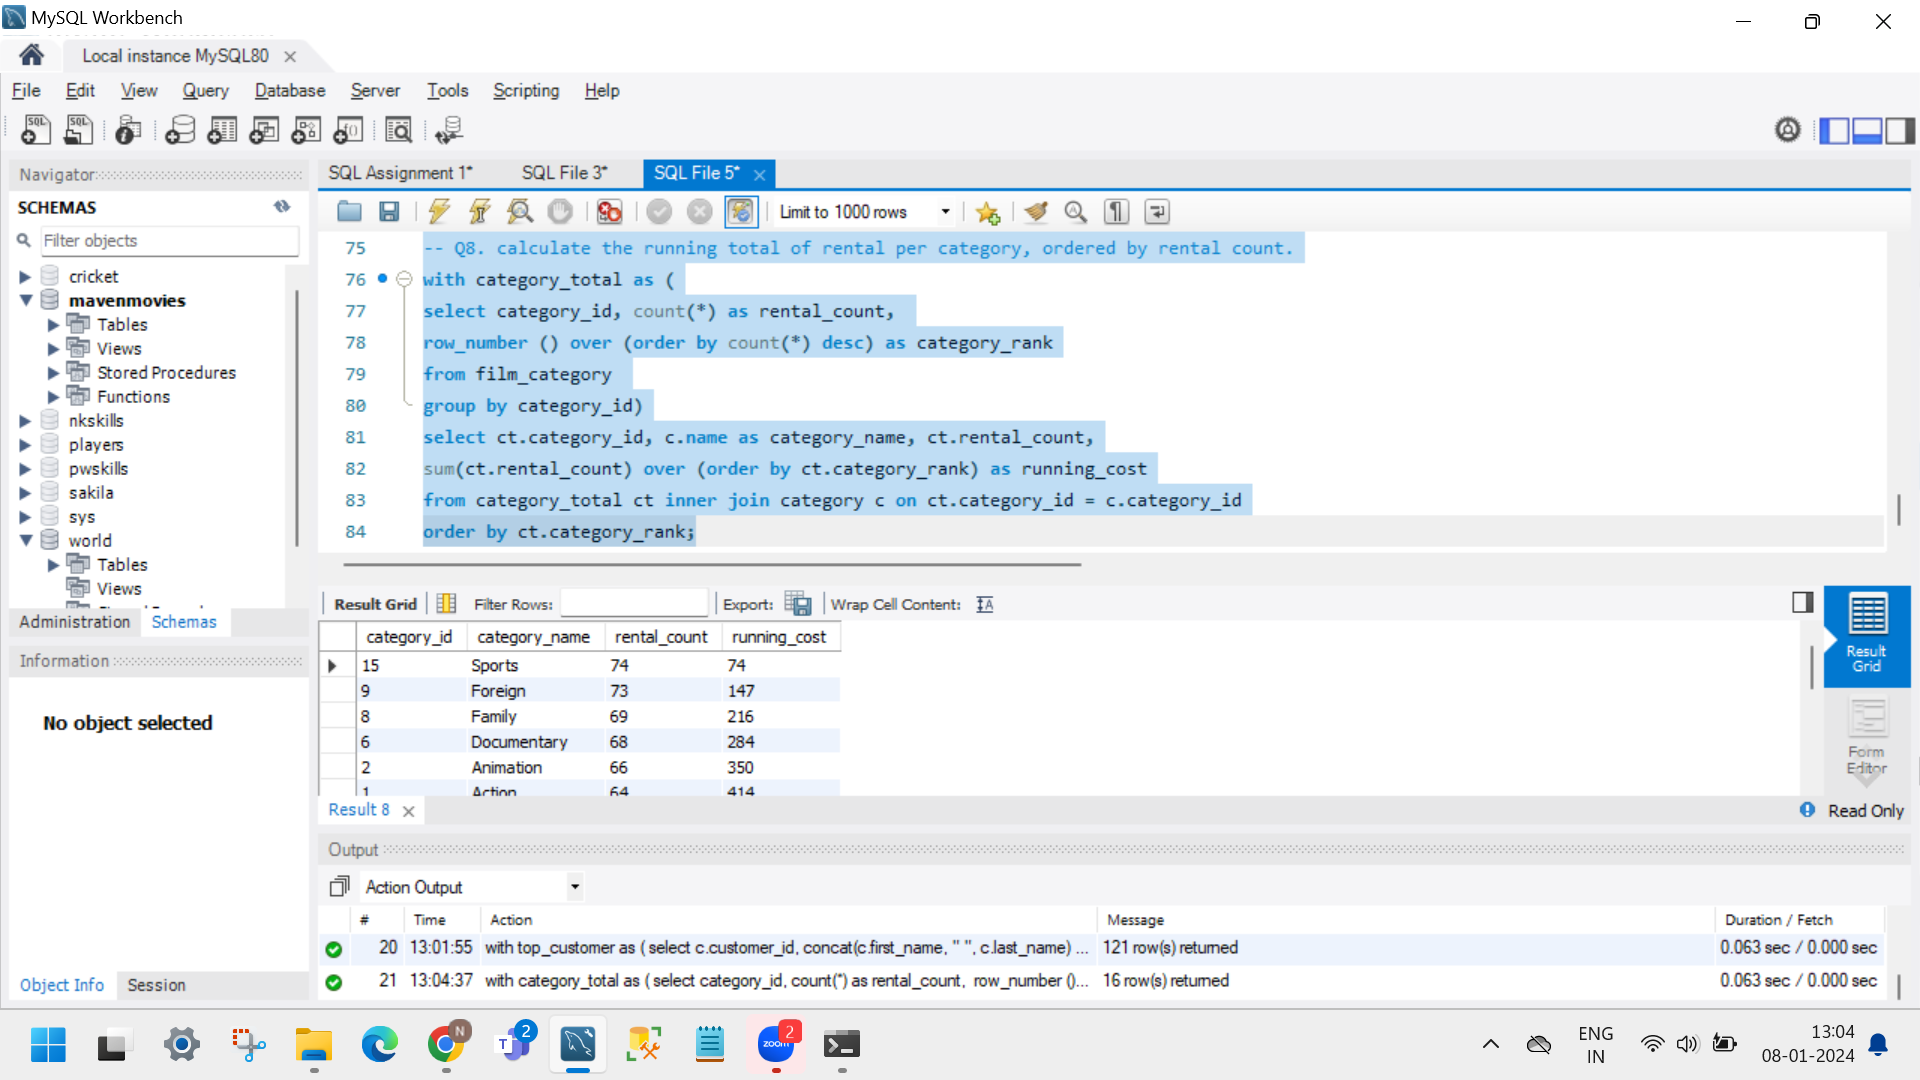 MySQL Workbench
Local instance MySQL80
File Edit View Query Database Server Tools Scripting Help
Navigator
SCHEMAS
Filter objects
cricket
mavenmovies
Tables
Views
Stored Procedures
Functions
nkskills
players
pwskills
sakila
sys
world
Tables
Views
Administration Schemas
Information
No object selected
Object Info Session
SQL Assignment 1* SQL File 3* SQL File 5*
Limit to 1000 rows
75 -- Q8. calculate the running total of rental per category, ordered by rental count.
76 with category_total as (
77 select category_id, count(*) as rental_count,
78 row_number () over (order by count(*) desc) as category_rank
79 from film_category
80 group by category_id)
81 select ct.category_id, c.name as category_name, ct.rental_count,
82 sum(ct.rental_count) over (order by ct.category_rank) as running_cost
83 from category_total ct inner join category c on ct.category_id = c.category_id
84 order by ct.category_rank;
Result Grid Filter Rows: Export: Wrap Cell Content:
category_id category_name rental_count running_cost
15 Sports 74 74
9 Foreign 73 147
8 Family 69 216
6 Documentary 68 284
2 Animation 66 350
1 Action 64 414
Result Grid
Form Editor
Result 8
Read Only
Output
Action Output
# Time Action Message Duration / Fetch
20 13:01:55 with top_customer as ( select c.customer_id, concat(c.first_name, " ", c.last_name) ... 121 row(s) returned 0.063 sec / 0.000 sec
21 13:04:37 with category_total as ( select category_id, count(*) as rental_count, row_number ()... 16 row(s) returned 0.063 sec / 0.000 sec
N
2
zoom
2
ENG
IN
13:04
08-01-2024